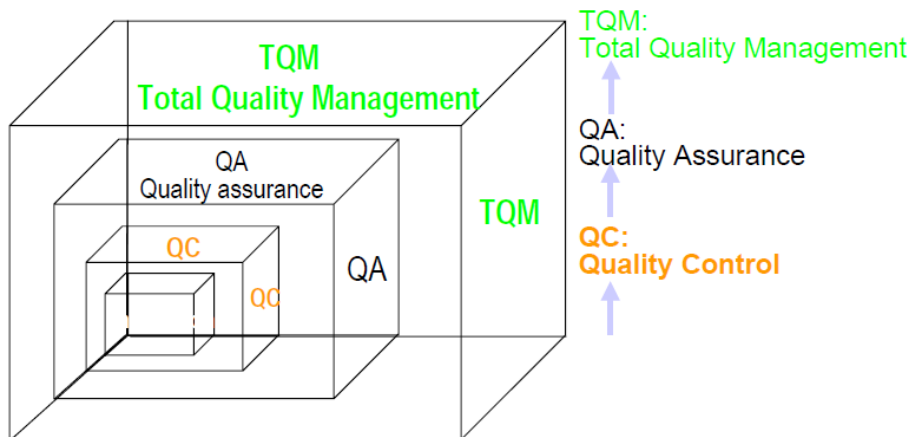 TQM
Total Quality Management
QA
Quality assurance
TQM
QC
QA
QC
TQM:
Total Quality Management
QA:
Quality Assurance
QC:
Quality Control